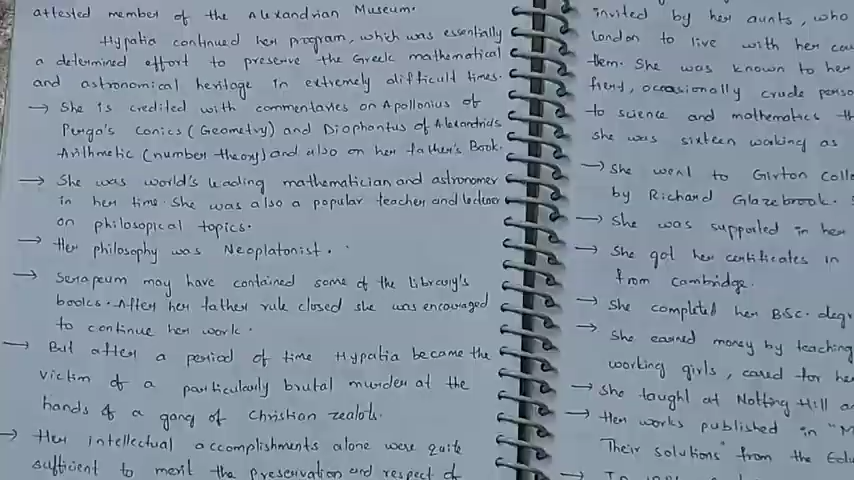 attested member of the Alexandrian Museum.
Hypatia continued her program, which was essentially
a determined effort to preserve the Greek mathematical
and astronomical heritage in extremely difficult times.
→ She is credited with commentaries on Apollonius of
Perga's Conics (Geometry) and Diophantus of Alexandria's
Arithmetic (number theory) and also on her father's Book.
→ She was world's leading mathematician and astronomer
in her time. She was also a popular teacher and lecturer
on philosopical topics.
→ Her philosophy was Neoplatonist.
→ Serapeum may have contained some of the library's
books. After her father rule closed she was encouraged
to continue her work.
→ But after a period of time Hypatia became the
victim of a particularly brutal murder at the
hands of a gang of Christian zealots.
→ Her intellectual accomplishments alone were quite
sufficient to merit the preservation and respect of
invited by her aunts, who
London to live with her
them. She was known to her
fiery, occasionally crude
to science and mathematics
she was sixteen waking as
→ She went to Girton
by Richard Glazebrook.
→ She was supported in her
→ She got her certificates in
from Cambridge.
→ She completed her BSc.
→ She earned money by teaching
working girls, cared for
→ She taught at Notting Hill
→ Her works published in
Their solutions" from the